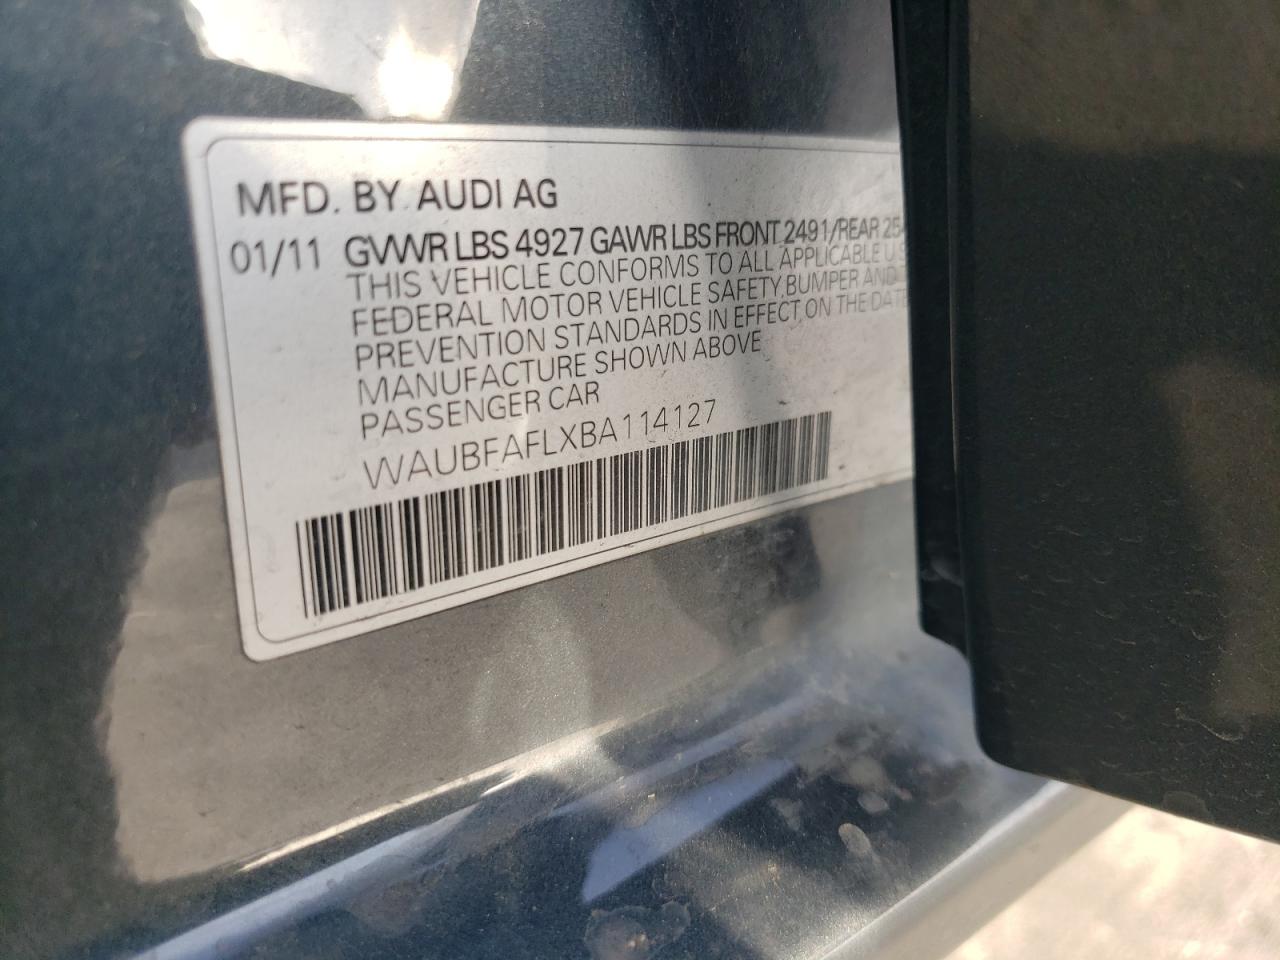 MFD. BY AUDI AG
01/11 GVWR LBS 4927 GAWR LBS FRONT 2491/REAR
THIS VEHICLE CONFORMS TO ALL APPLICABLE
FEDERAL MOTOR VEHICLE SAFETY, BUMPER AND
PREVENTION STANDARDS IN EFFECT ON THE DATE
MANUFACTURE SHOWN ABOVE
PASSENGER CAR
WAUBFAFLXBA114127